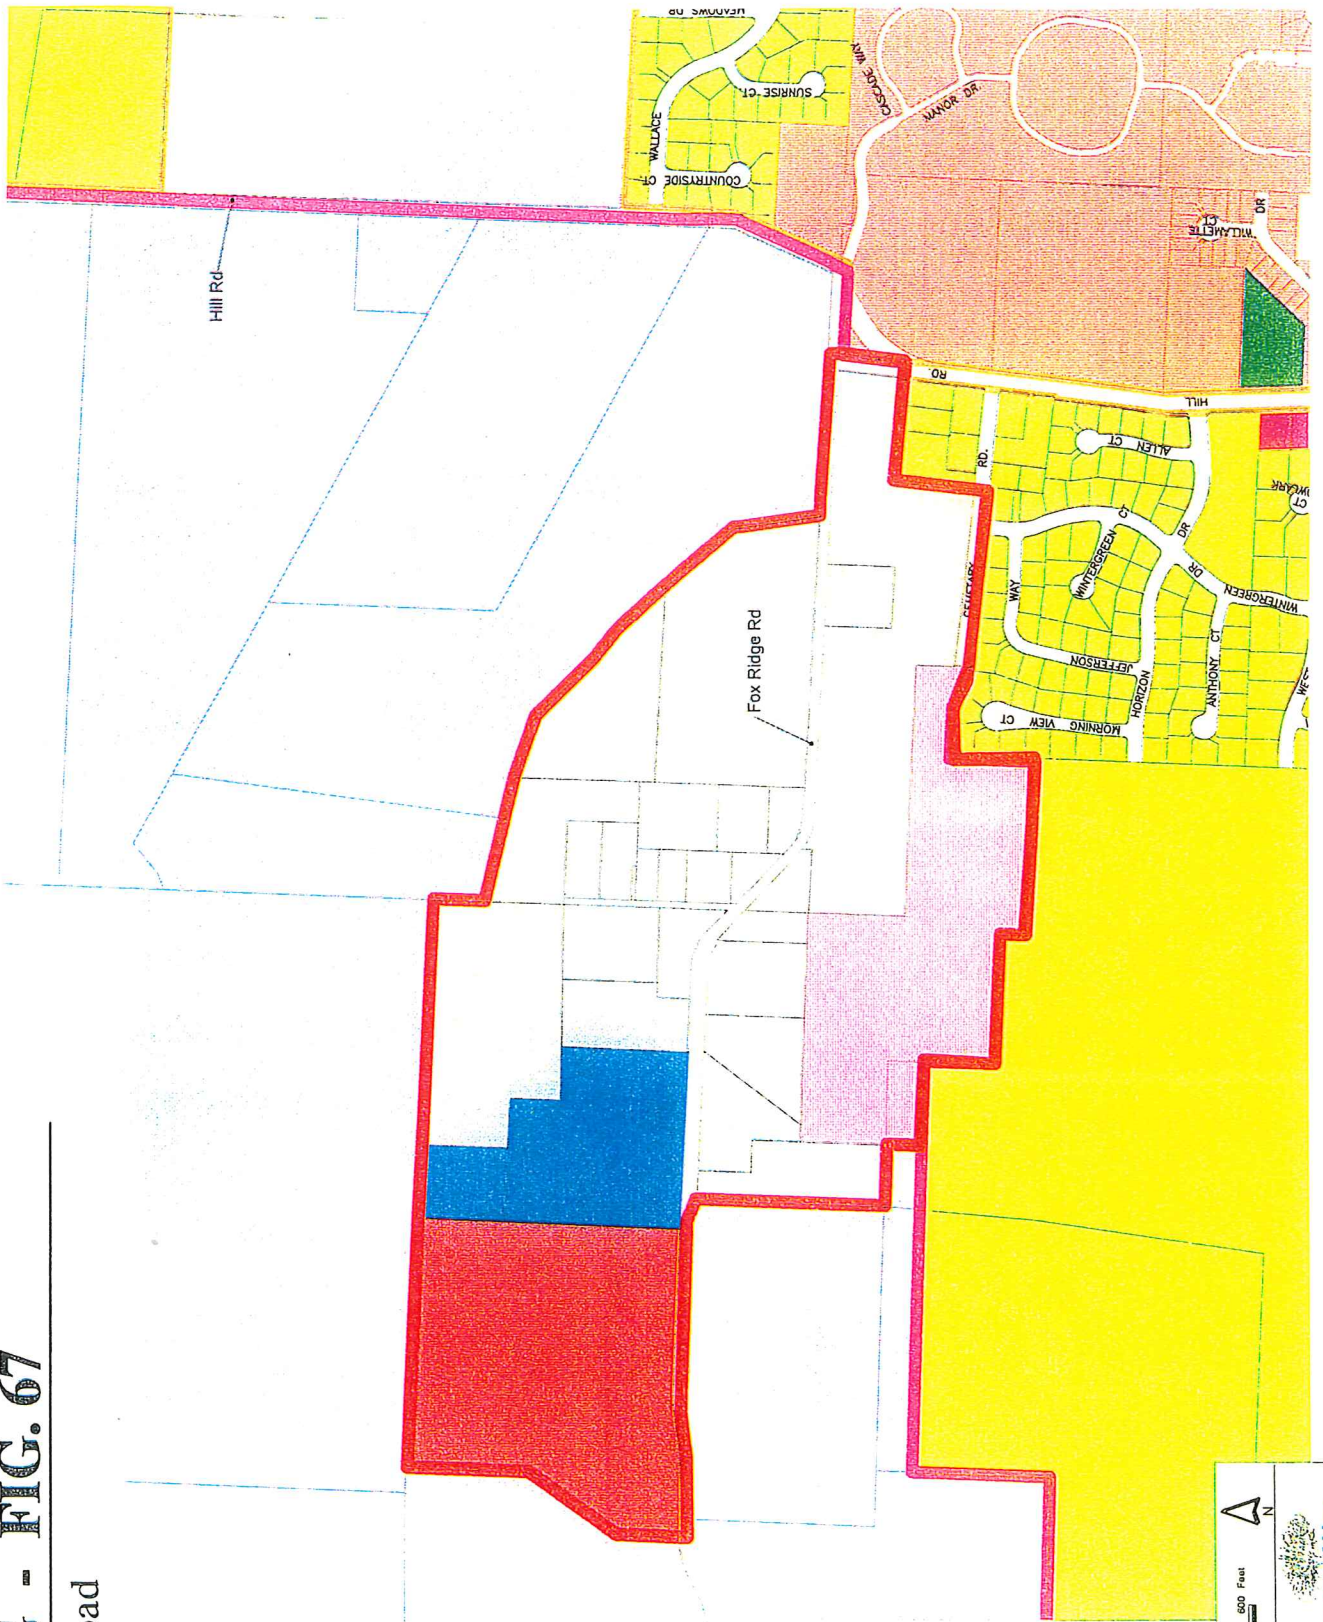 - FIG. 67
Hill Rd
Fox Ridge Rd
MEADOWS DR
WALLACE
SUNRISE CT.
COUNTRYSIDE CT
CASCADE WAY
MANOR DR.
WILLAMETTE
CT
DR
HILL
RD.
RD.
ALLEN CT
WINTERGREEN CT
WAY
JEFFERSON
HORIZON
DR
WINTERGREEN
DR
ANTHONY CT
MORNING VIEW CT
CT
600 Feet
N